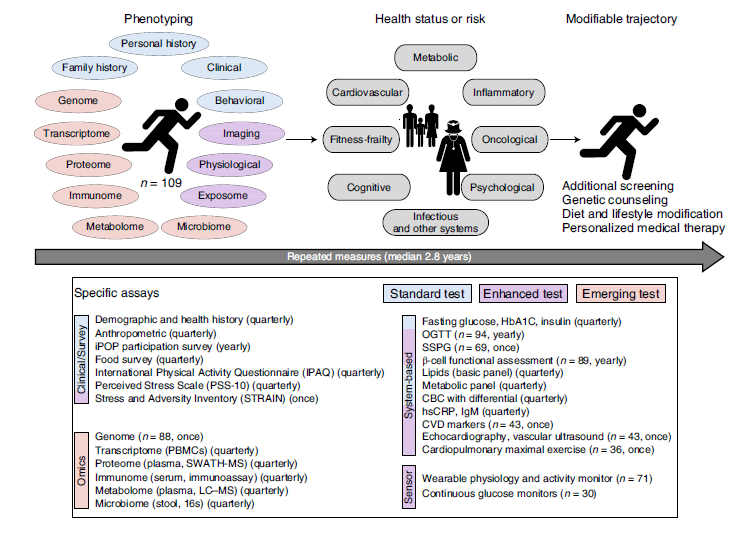 Phenotyping
Health status or risk
Modifiable trajectory
Personal history
Family history
Clinical
Genome
Behavioral
Transcriptome
Imaging
Proteome
Physiological
Immunome
Exposome
Metabolome
Microbiome
n = 109
Metabolic
Cardiovascular
Inflammatory
Fitness-frailty
Oncological
Cognitive
Psychological
Infectious
and other systems
Additional screening
Genetic counseling
Diet and lifestyle modification
Personalized medical therapy
Repeated measures (median 2.8 years)
Specific assays
Standard test
Enhanced test
Emerging test
Clinical/Survey
Demographic and health history (quarterly)
Anthropometric (quarterly)
iPOP participation survey (yearly)
Food survey (quarterly)
International Physical Activity Questionnaire (IPAQ) (quarterly)
Perceived Stress Scale (PSS-10) (quarterly)
Stress and Adversity Inventory (STRAIN) (once)
Omics
Genome (n = 88, once)
Transcriptome (PBMCs) (quarterly)
Proteome (plasma, SWATH-MS) (quarterly)
Immunome (serum, immunoassay) (quarterly)
Metabolome (plasma, LC–MS) (quarterly)
Microbiome (stool, 16s) (quarterly)
System-based
Fasting glucose, HbA1C, insulin (quarterly)
OGTT (n = 94, yearly)
SSPG (n = 69, once)
β-cell functional assessment (n = 89, yearly)
Lipids (basic panel) (quarterly)
Metabolic panel (quarterly)
CBC with differential (quarterly)
hsCRP, IgM (quarterly)
CVD markers (n = 43, once)
Echocardiography, vascular ultrasound (n = 43, once)
Cardiopulmonary maximal exercise (n = 36, once)
Sensor
Wearable physiology and activity monitor (n = 71)
Continuous glucose monitors (n = 30)